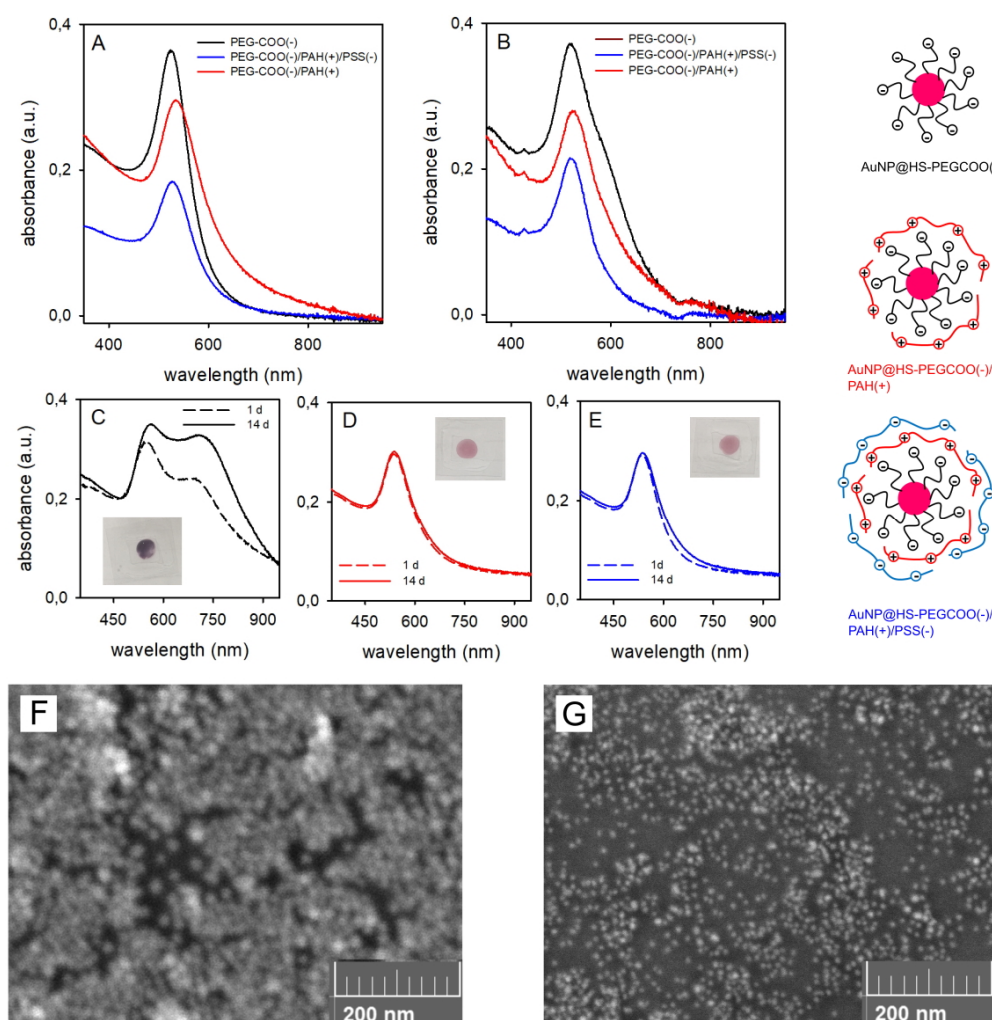 A
PEG-COO(-)
PEG-COO(-)/PAH(+)/PSS(-)
PEG-COO(-)/PAH(+)
absorbance (a.u.)
0,4
0,2
0,0
400 600 800
wavelength (nm)
B
PEG-COO(-)
PEG-COO(-)/PAH(+)/PSS(-)
PEG-COO(-)/PAH(+)
absorbance (a.u.)
0,4
0,2
0,0
400 600 800
wavelength (nm)
AuNP@HS-PEGCOO(
AuNP@HS-PEGCOO(-)/
PAH(+)
AuNP@HS-PEGCOO(-)/
PAH(+)/PSS(-)
C
1 d
14 d
absorbance (a.u.)
0,4
0,2
0,0
450 600 750 900
wavelength (nm)
D
1 d
14 d
0,4
0,2
0,0
450 600 750 900
wavelength (nm)
E
1 d
14 d
0,4
0,2
0,0
450 600 750 900
wavelength (nm)
F
200 nm
G
200 nm